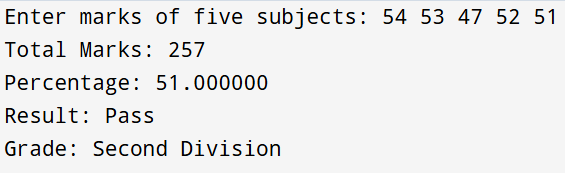 Enter marks of five subjects: 54 53 47 52 51
Total Marks: 257
Percentage: 51.000000
Result: Pass
Grade: Second Division